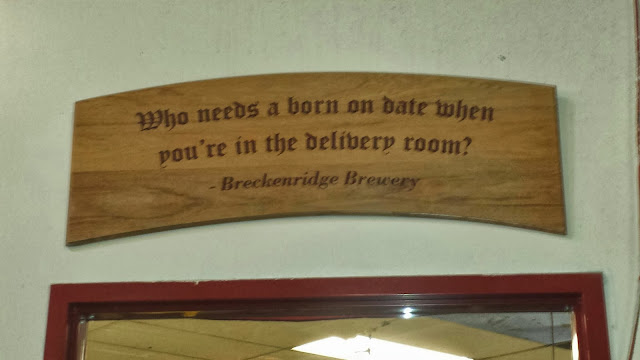 Who needs a born on date when
you're in the delivery room?
- Breckenridge Brewery